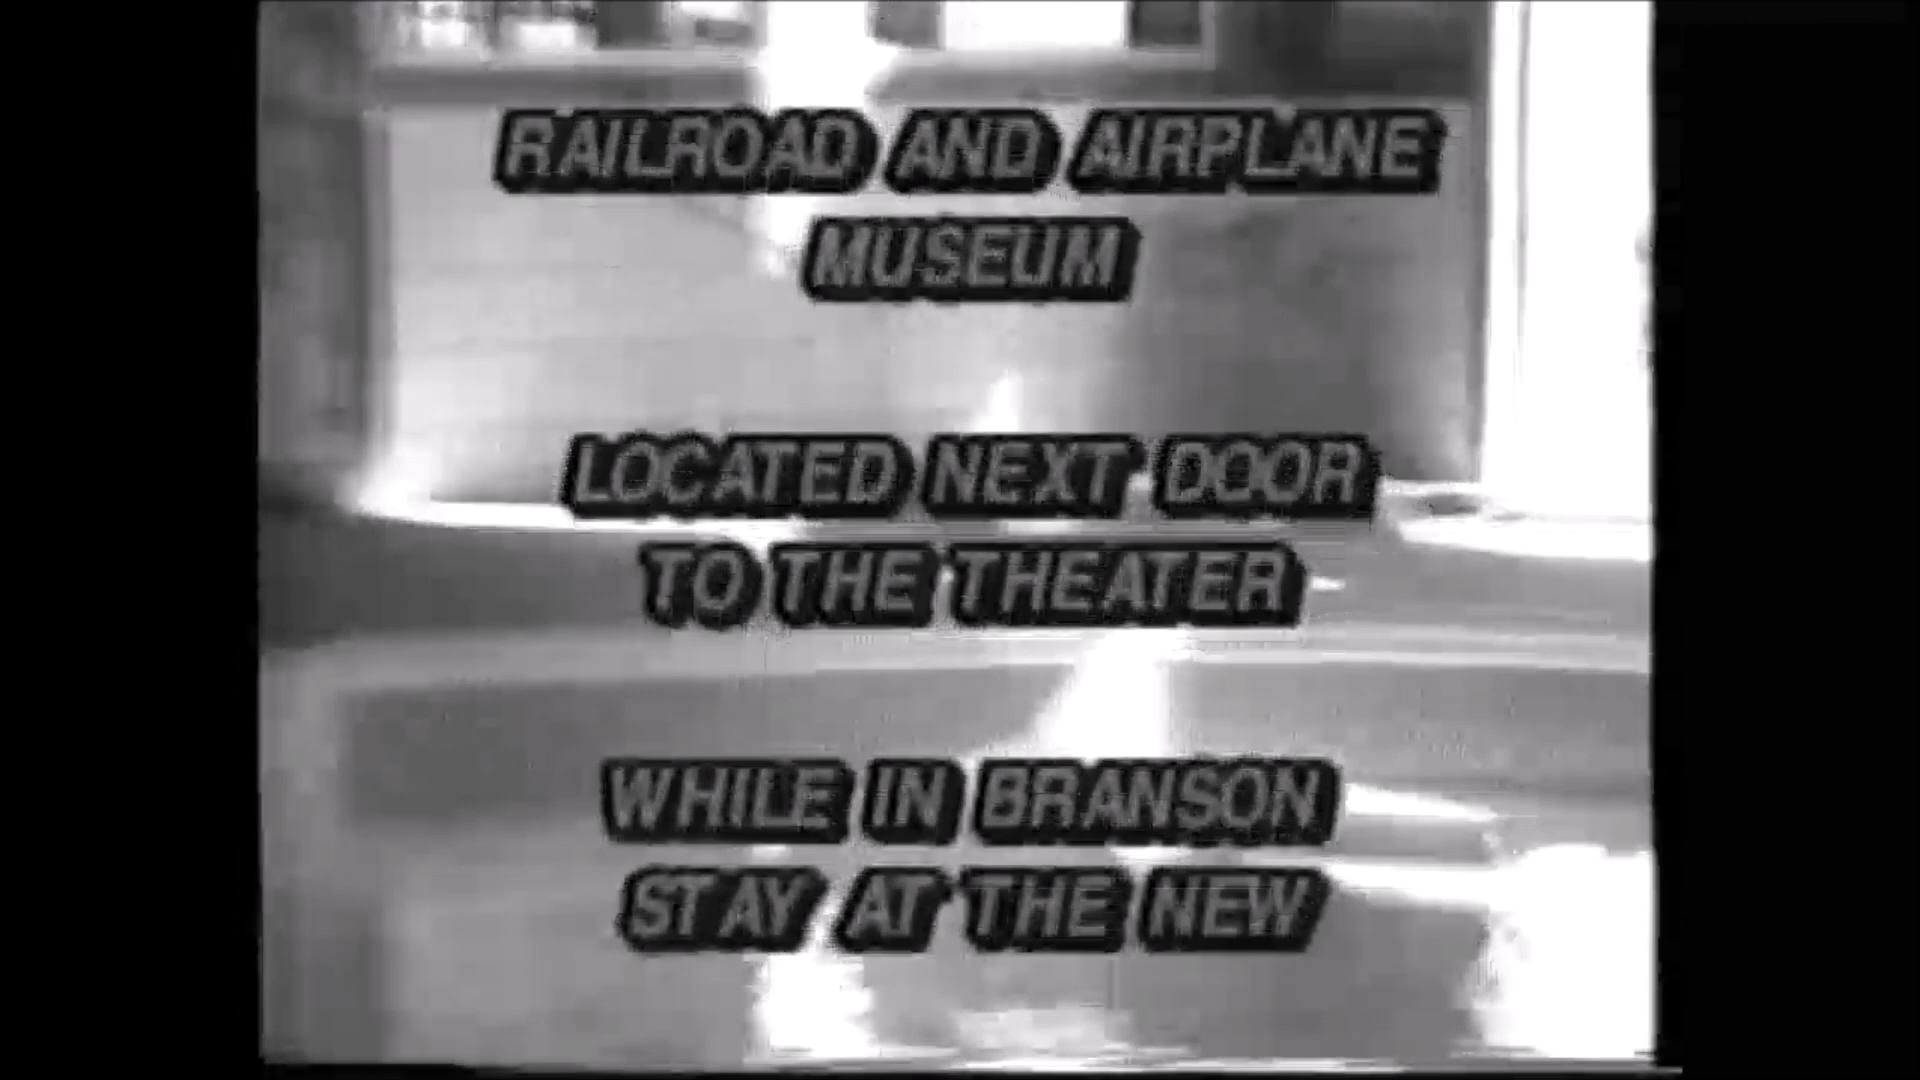 RAILROAD AND AIRPLANE
MUSEUM
LOCATED NEXT DOOR
TO THE THEATER
WHILE IN BRANSON
STAY AT THE NEW